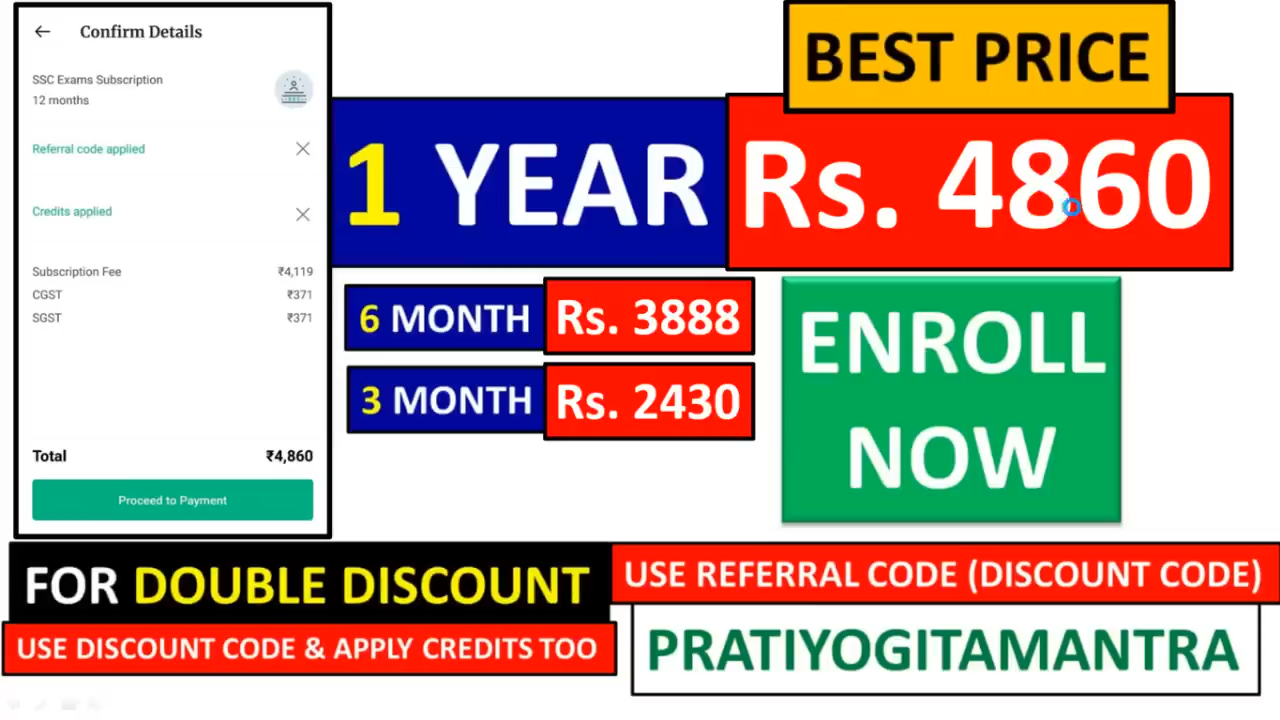 Confirm Details
SSC Exams Subscription
12 months
Referral code applied
Credits applied
Subscription Fee ₹4,119
CGST ₹371
SGST ₹371
Total ₹4,860
Proceed to Payment
BEST PRICE
1 YEAR Rs. 4860
6 MONTH Rs. 3888
3 MONTH Rs. 2430
ENROLL
NOW
FOR DOUBLE DISCOUNT
USE DISCOUNT CODE & APPLY CREDITS TOO
USE REFERRAL CODE (DISCOUNT CODE)
PRATIYOGITAMANTRA